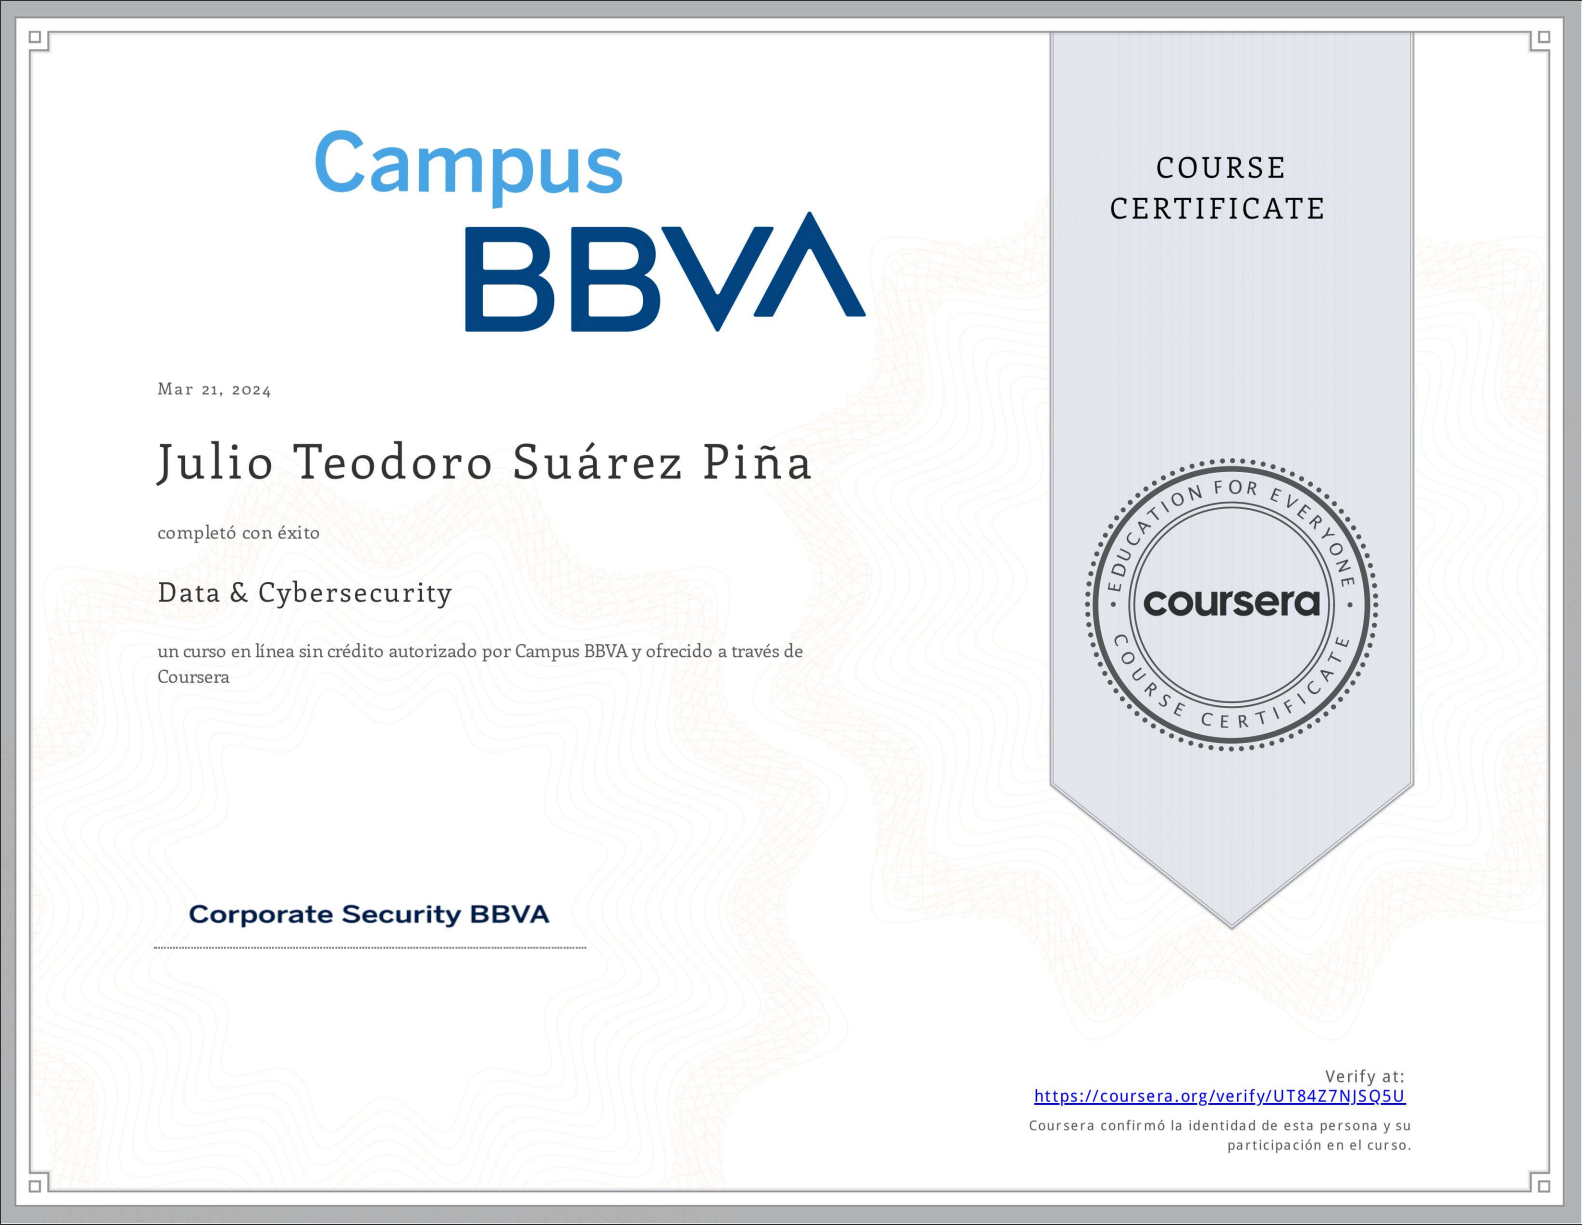 Campus
BBVA
COURSE
CERTIFICATE
Mar 21, 2024
Julio Teodoro Suárez Piña
completó con éxito
Data & Cybersecurity
un curso en línea sin crédito autorizado por Campus BBVA y ofrecido a través de
Coursera
EDUCATION FOR EVERYONE
coursera
COURSE CERTIFICATE
Corporate Security BBVA
Verify at:
https://coursera.org/verify/UT84Z7NJSQ5U
Coursera confirmó la identidad de esta persona y su
participación en el curso.